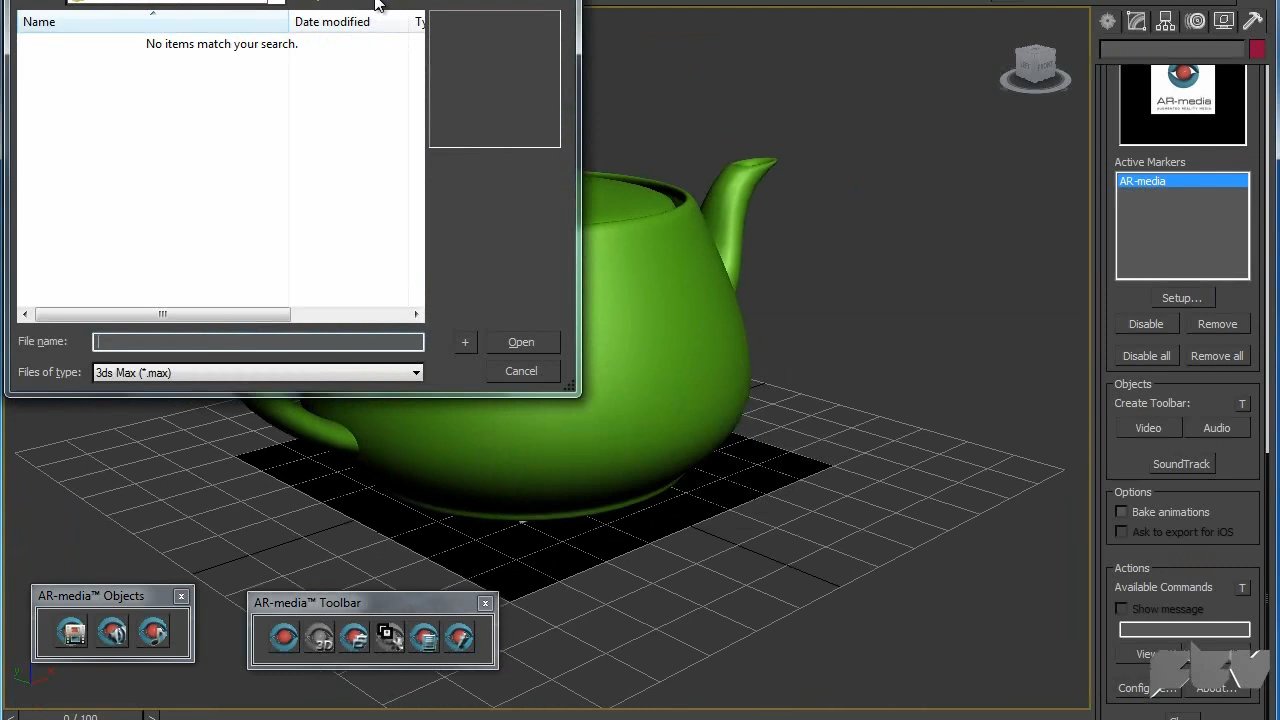 Name Date modified Ty
No items match your search.
File name:
+ Open
Files of type: 3ds Max (*.max)
Cancel
AR-media
AUGMENTED REALITY MEDIA
Active Markers
AR-media
Setup...
Disable Remove
Disable all Remove all
Objects
Create Toolbar: T
Video Audio
SoundTrack
Options
Bake animations
Ask to export for iOS
Actions
Available Commands T
Show message
View
Config...
About...
AR-media™ Objects
AR-media™ Toolbar
3D
0 / 100 >
y x